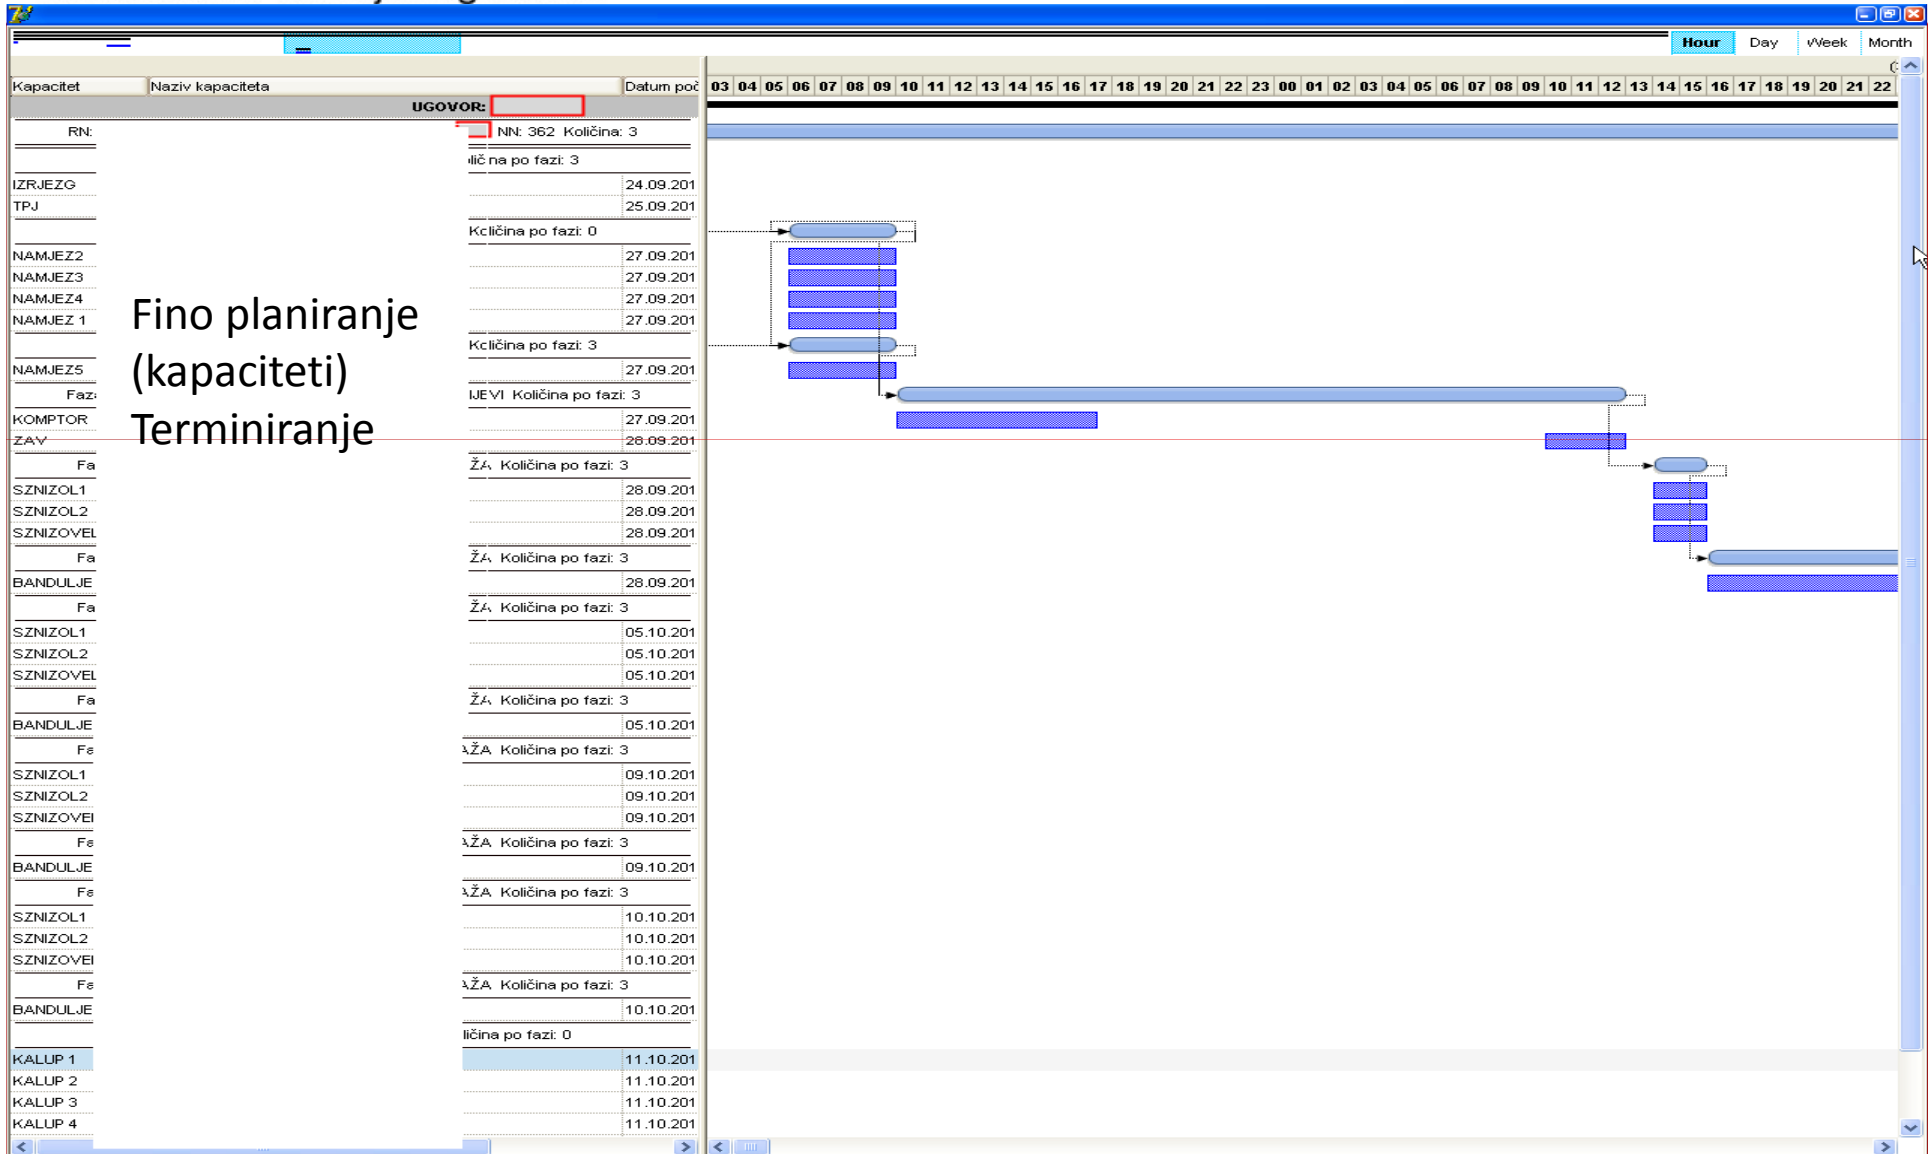 Hour Day Week Month
Kapacitet Naziv kapaciteta Datum poč 03 04 05 06 07 08 09 10 11 12 13 14 15 16 17 18 19 20 21 22 23 00 01 02 03 04 05 06 07 08 09 10 11 12 13 14 15 16 17 18 19 20 21 22
UGOVOR:
RN: NN: 362 Količina: 3
na po fazi: 3
IZRJEZG 24.09.201
TPJ 25.09.201
Količina po fazi: 0
NAMJEZ2 27.09.201
NAMJEZ3 27.09.201
NAMJEZ4 27.09.201
NAMJEZ 1 27.09.201
Količina po fazi: 3
NAMJEZ5 27.09.201
Faz IJEVI Količina po fazi: 3
KOMPTOR 27.09.201
ZAV 28.09.201
Fino planiranje
(kapaciteti)
Terminiranje
Fa ŽA Količina po fazi: 3
SZNIZOL1 28.09.201
SZNIZOL2 28.09.201
SZNIZOVEL 28.09.201
Fa ŽA Količina po fazi: 3
BANDULJE 28.09.201
Fa ŽA Količina po fazi: 3
SZNIZOL1 05.10.201
SZNIZOL2 05.10.201
SZNIZOVEL 05.10.201
Fa ŽA Količina po fazi: 3
BANDULJE 05.10.201
Fa AŽA Količina po fazi: 3
SZNIZOL1 09.10.201
SZNIZOL2 09.10.201
SZNIZOVE 09.10.201
Fa AŽA Količina po fazi: 3
BANDULJE 09.10.201
Fa AŽA Količina po fazi: 3
SZNIZOL1 10.10.201
SZNIZOL2 10.10.201
SZNIZOVE 10.10.201
Fa AŽA Količina po fazi: 3
BANDULJE 10.10.201
ličina po fazi: 0
KALUP 1 11.10.201
KALUP 2 11.10.201
KALUP 3 11.10.201
KALUP 4 11.10.201